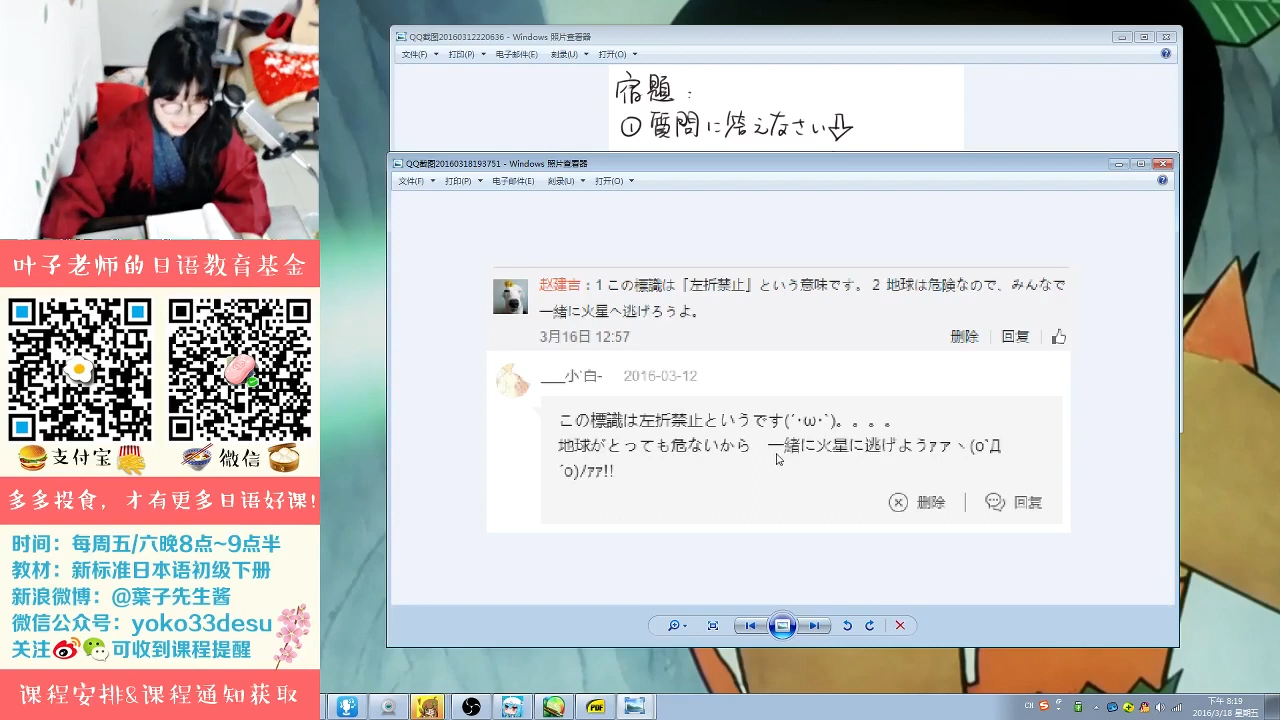 叶子老师的日语教育基金
支付宝
微信
多多投食，才有更多日语好课!
时间：每周五/六晚8点~9点半
教材：新标准日本语初级下册
新浪微博：@葉子先生酱
微信公众号：yoko33desu
关注 可收到课程提醒
课程安排&课程通知获取
QQ截图20160312220636 - Windows 照片查看器
文件(F) 打印(P) 电子邮件(E) 刻录(U) 打开(O)
宿題：
①質問に答えなさい⇩
QQ截图20160318193751 - Windows 照片查看器
文件(F) 打印(P) 电子邮件(E) 刻录(U) 打开(O)
赵建言：1 この標識は「左折禁止」という意味です。 2 地球は危険なので、みんなで
一緒に火星へ逃げろうよ。
3月16日 12:57 删除 回复
___小`白- 2016-03-12
この標識は左折禁止というです(´･ω･`)。。。。
地球がとっても危ないから 一緒に火星に逃げようｧｧヽ(oﾟД
ﾟo)/ｧｧ!!
删除 回复
PDF
CH
下午 8:19
2016/3/18 星期五